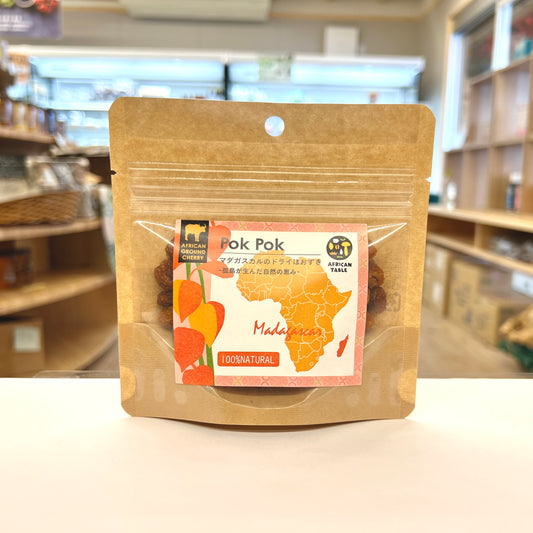 AFRICAN
GROUND
CHERRY
Pok Pok
マダガスカルのドライほおずき
-孤島が生んだ自然の恵み-
AFRICAN
TABLE
Madagascar
100%NATURAL